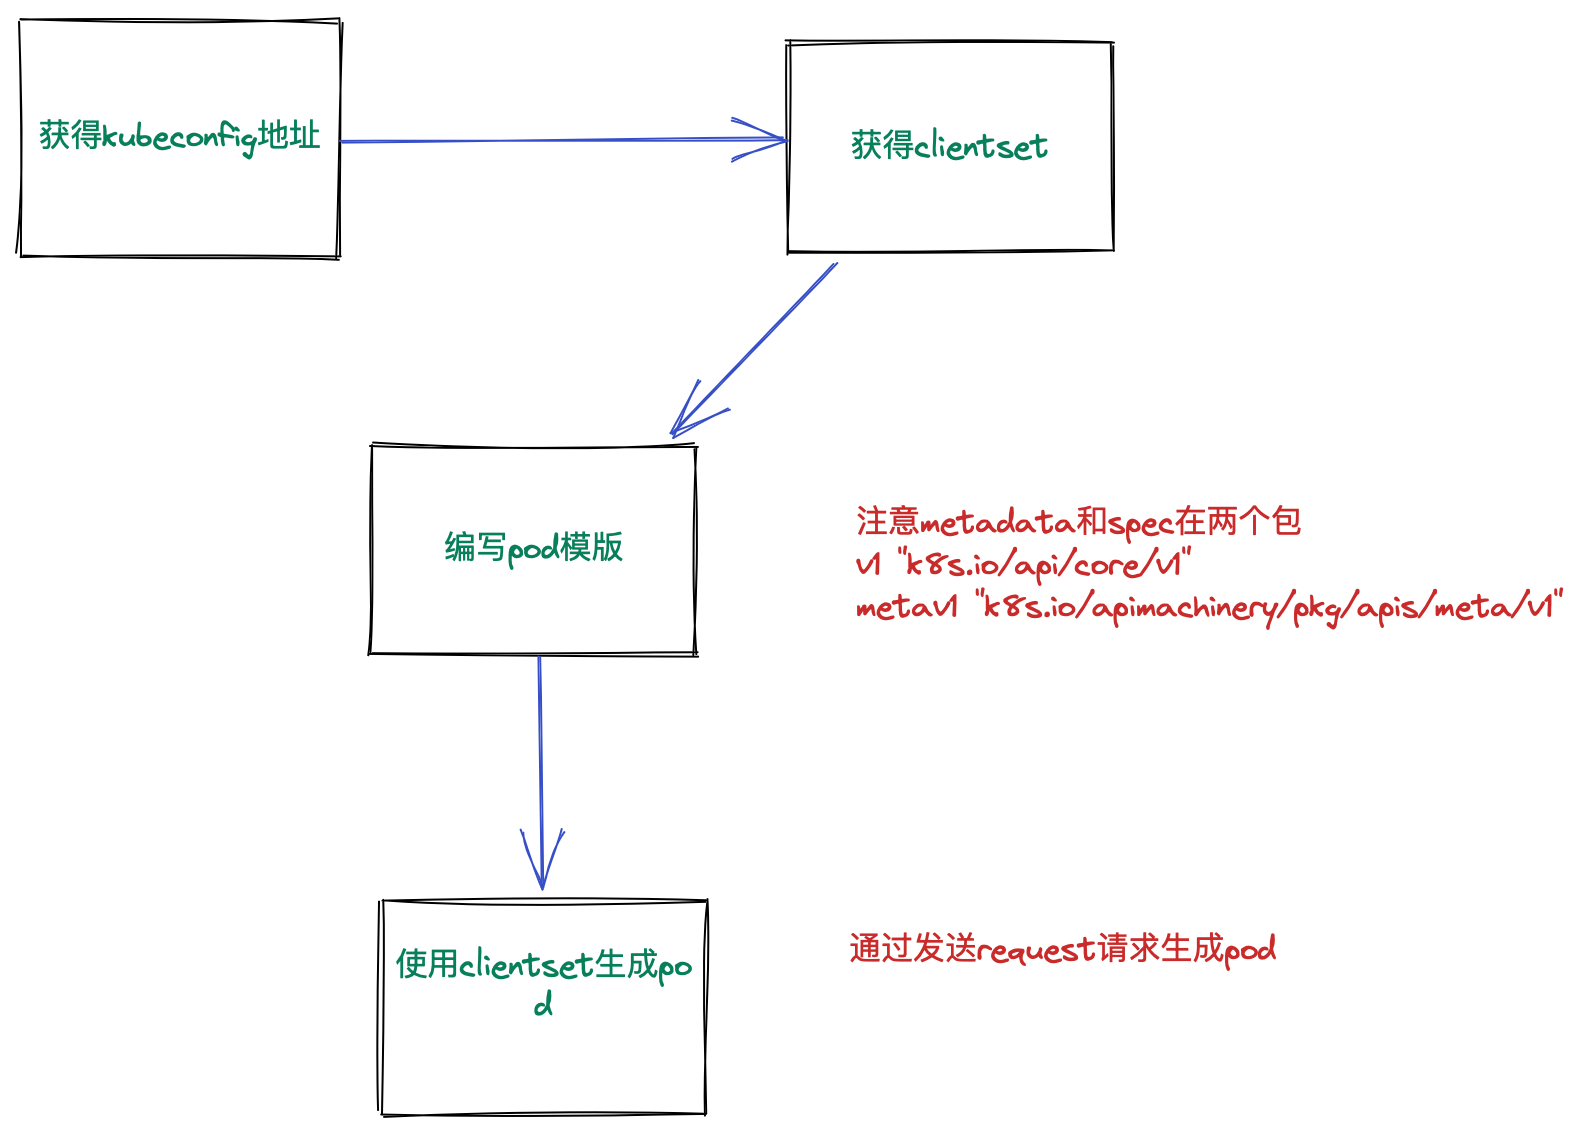 获得kubeconfig地址
获得clientset
编写pod模版
注意metadata和spec在两个包
v1 "k8s.io/api/core/v1"
metav1 "k8s.io/apimachinery/pkg/apis/meta/v1"
使用clientset生成po
d
通过发送request请求生成pod